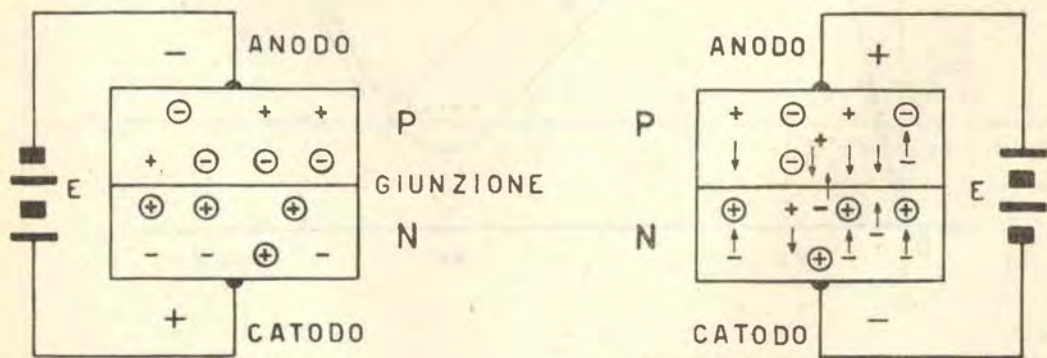 − ANODO
P
E
GIUNZIONE
N
+
CATODO
ANODO +
P
E
N
CATODO −